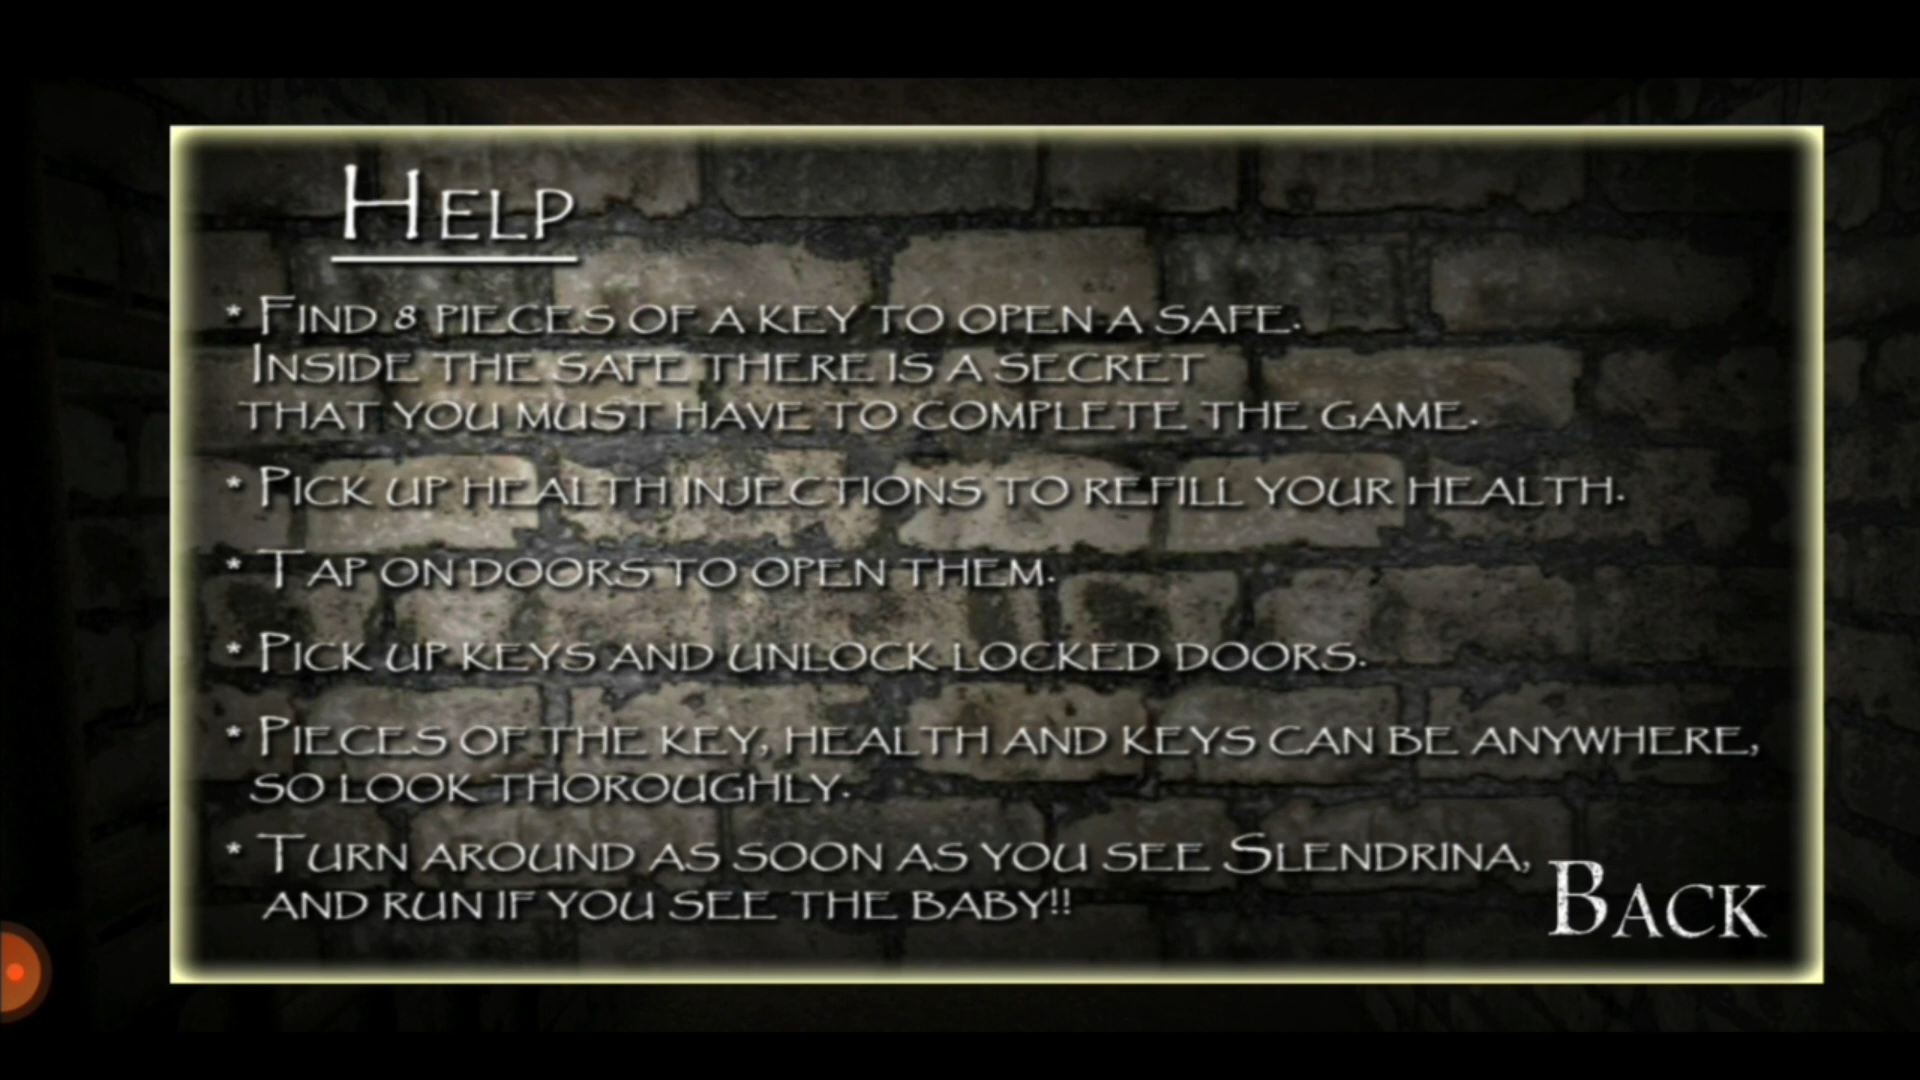 Help
* Find 8 pieces of a key to open a safe.
Inside the safe there is a secret
that you must have to complete the game.
* Pick up health injections to refill your health.
* Tap on doors to open them.
* Pick up keys and unlock locked doors.
* Pieces of the key, health and keys can be anywhere,
so look thoroughly.
* Turn around as soon as you see Slendrina,
and run if you see the baby!!
Back